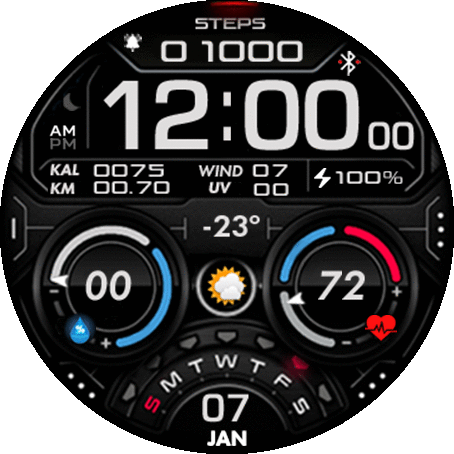 STEPS
0 1000
12:00 00
AM
PM
KAL 0075 WIND 07
KM 00.70 UV 00
100%
-23°
00 72
%
- + - +
S M T W T F S
07
JAN